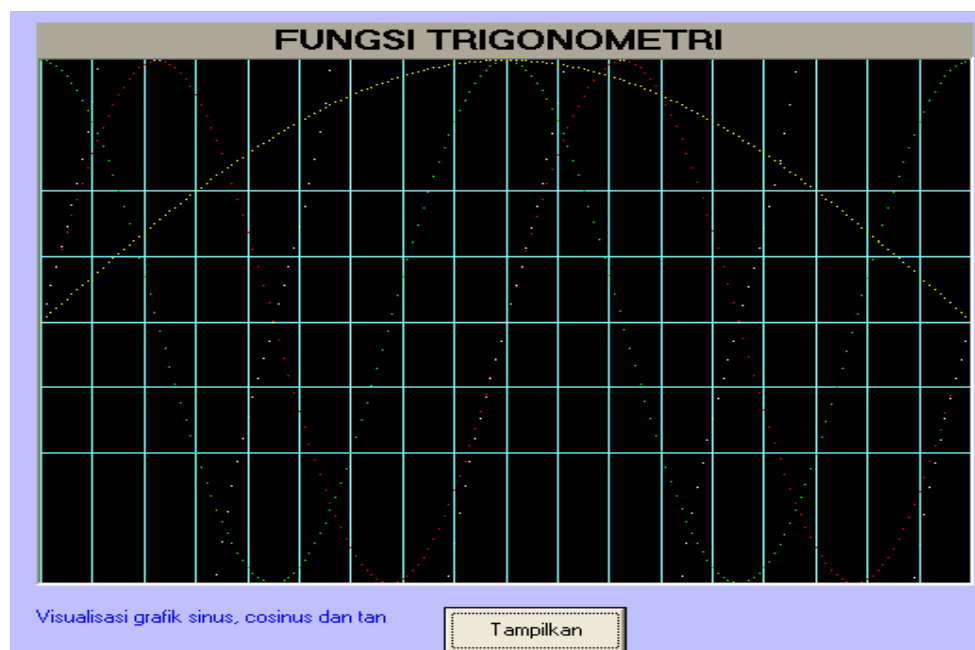 FUNGSI TRIGONOMETRI
Visualisasi grafik sinus, cosinus dan tan
Tampilkan